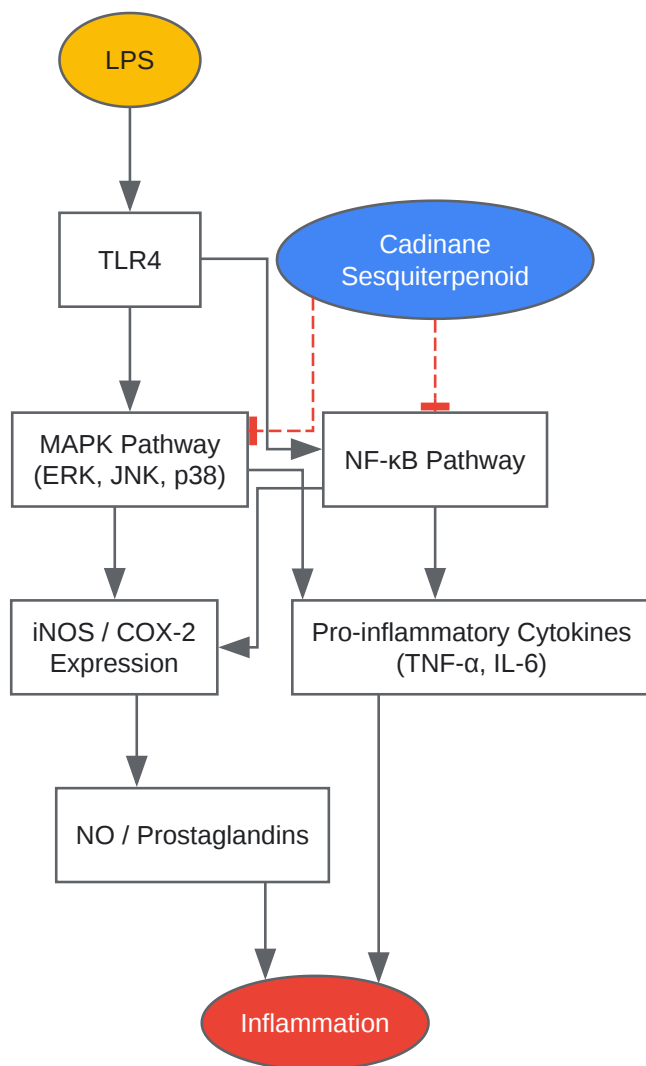 LPS
TLR4
Cadinane
Sesquiterpenoid
MAPK Pathway
(ERK, JNK, p38)
NF-κB Pathway
iNOS / COX-2
Expression
Pro-inflammatory Cytokines
(TNF-α, IL-6)
NO / Prostaglandins
Inflammation